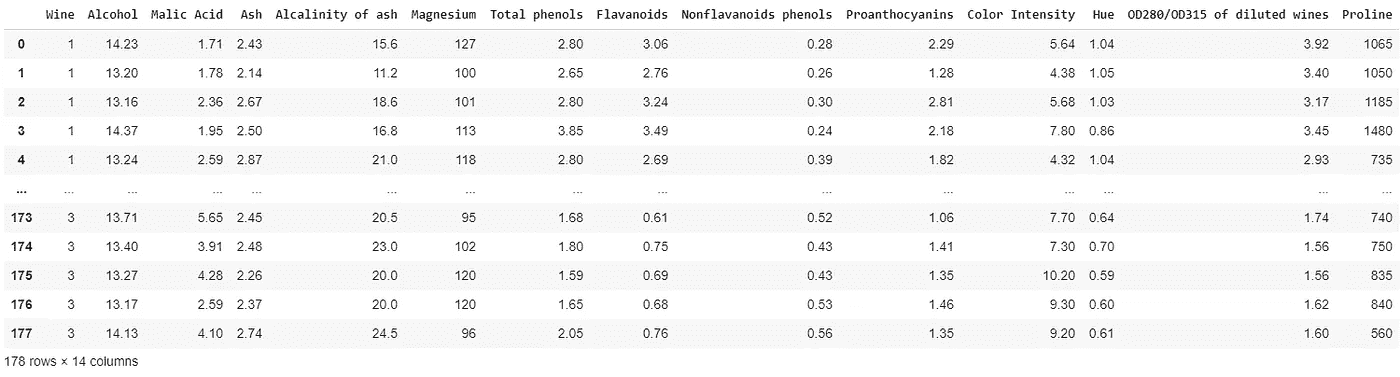 Wine Alcohol Malic Acid Ash Alcalinity of ash Magnesium Total phenols Flavanoids Nonflavanoids phenols Proanthocyanins Color Intensity Hue OD280/OD315 of diluted wines Proline
0 1 14.23 1.71 2.43 15.6 127 2.80 3.06 0.28 2.29 5.64 1.04 3.92 1065
1 1 13.20 1.78 2.14 11.2 100 2.65 2.76 0.26 1.28 4.38 1.05 3.40 1050
2 1 13.16 2.36 2.67 18.6 101 2.80 3.24 0.30 2.81 5.68 1.03 3.17 1185
3 1 14.37 1.95 2.50 16.8 113 3.85 3.49 0.24 2.18 7.80 0.86 3.45 1480
4 1 13.24 2.59 2.87 21.0 118 2.80 2.69 0.39 1.82 4.32 1.04 2.93 735
... ... ... ... ... ... ... ... ... ... ... ... ... ... ...
173 3 13.71 5.65 2.45 20.5 95 1.68 0.61 0.52 1.06 7.70 0.64 1.74 740
174 3 13.40 3.91 2.48 23.0 102 1.80 0.75 0.43 1.41 7.30 0.70 1.56 750
175 3 13.27 4.28 2.26 20.0 120 1.59 0.69 0.43 1.35 10.20 0.59 1.56 835
176 3 13.17 2.59 2.37 20.0 120 1.65 0.68 0.53 1.46 9.30 0.60 1.62 840
177 3 14.13 4.10 2.74 24.5 96 2.05 0.76 0.56 1.35 9.20 0.61 1.60 560
178 rows × 14 columns